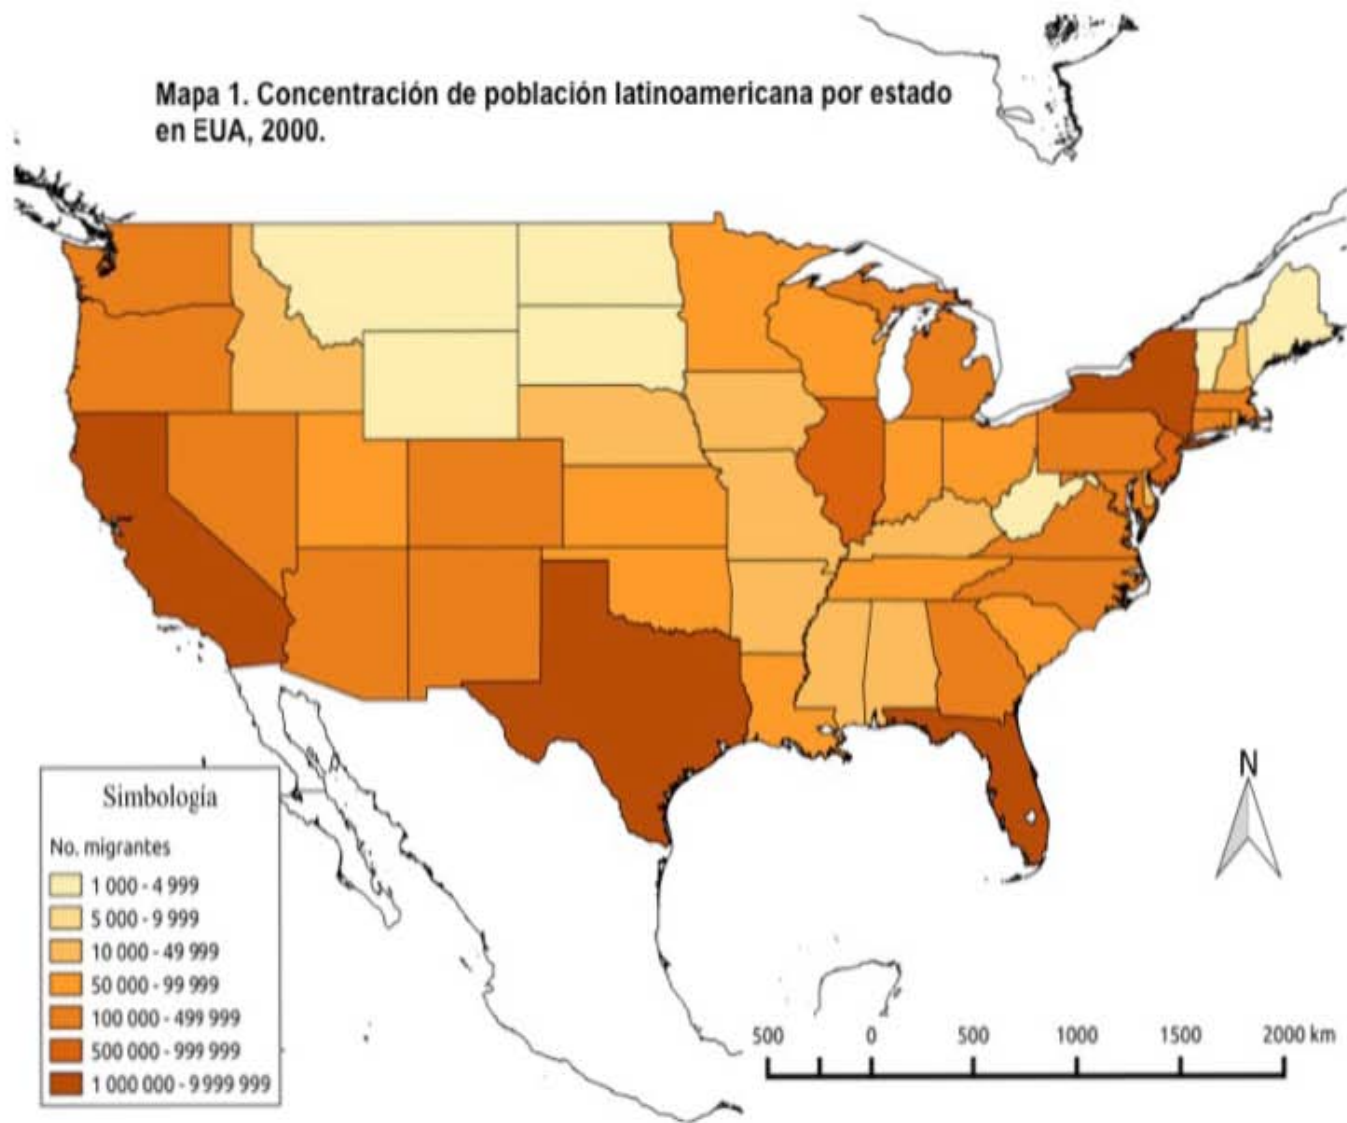 Mapa 1. Concentración de población latinoamericana por estado
en EUA, 2000.
N
Simbología
No. migrantes
1 000 - 4 999
5 000 - 9 999
10 000 - 49 999
50 000 - 99 999
100 000 - 499 999
500 000 - 999 999
1 000 000 - 9 999 999
500 0 500 1000 1500 2000 km